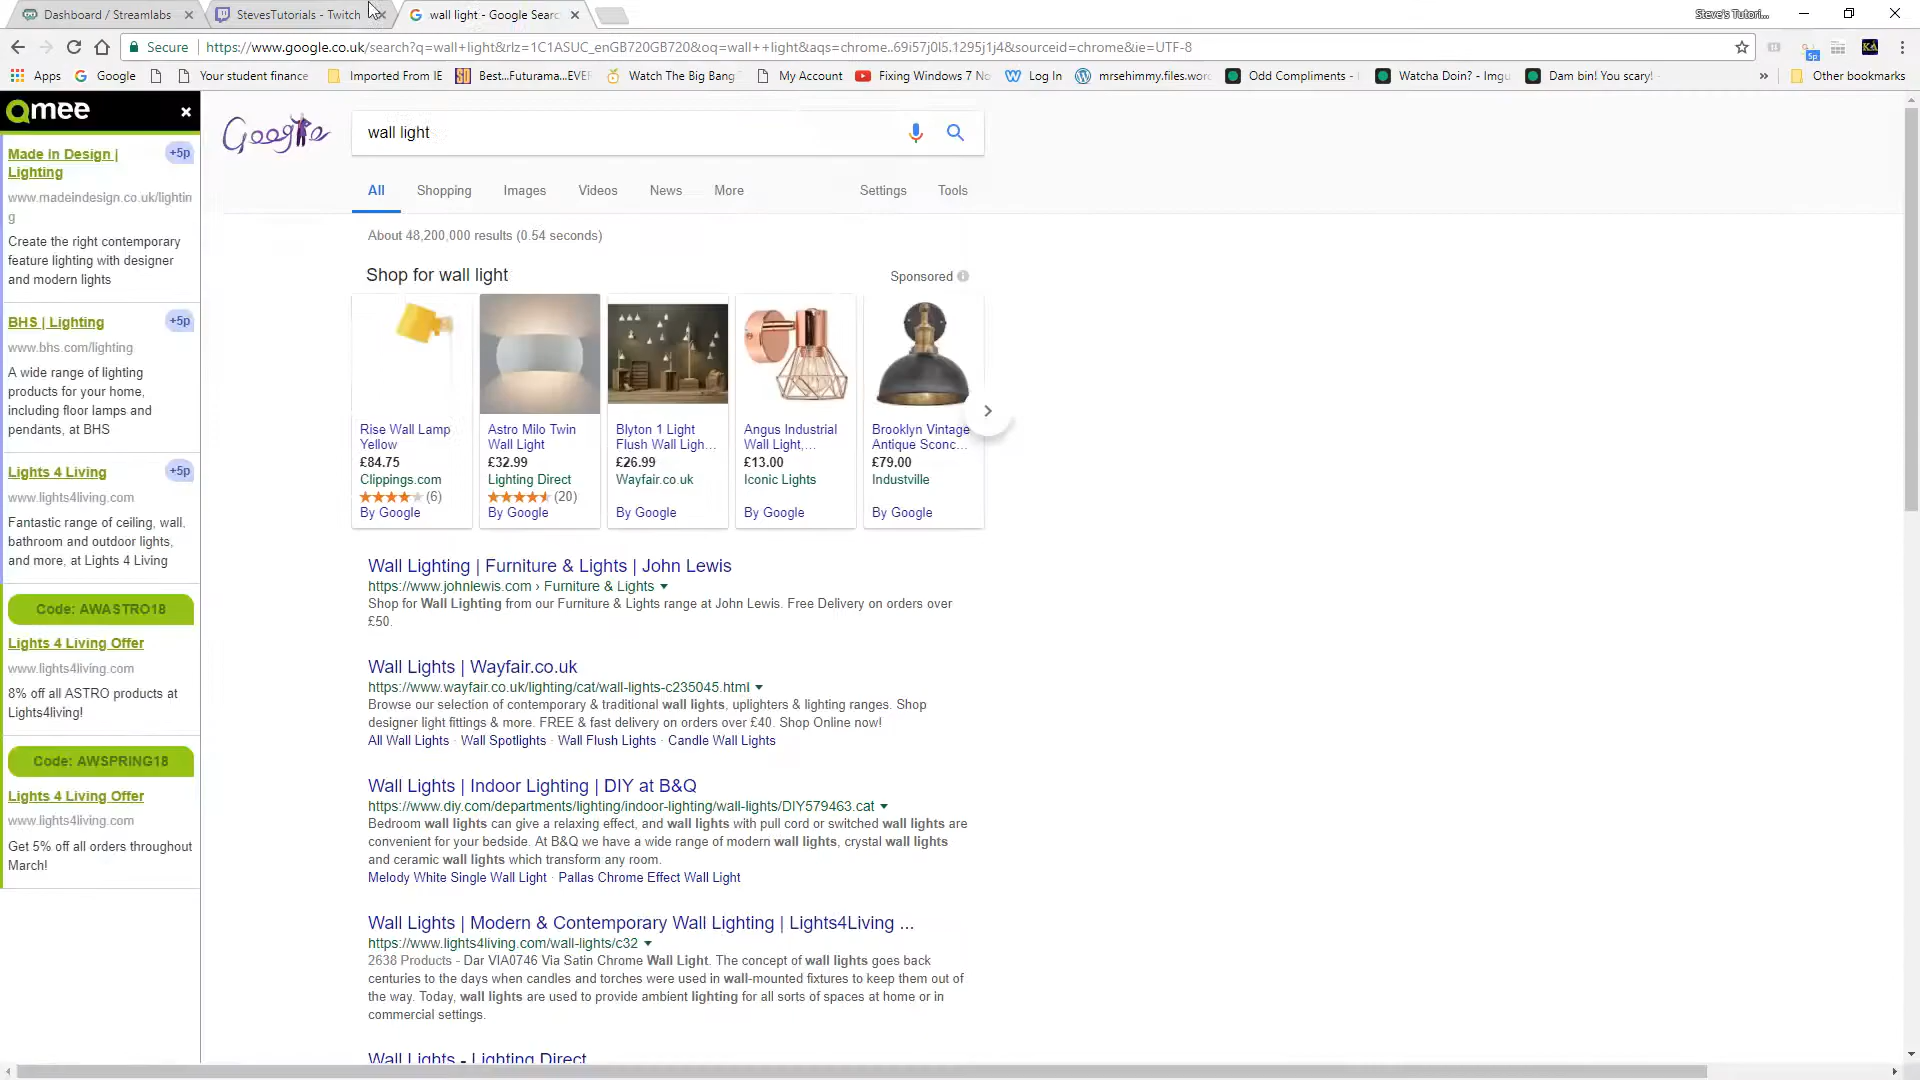 Dashboard / Streamlabs
StevesTutorials - Twitch
wall light - Google Searc
Steve's Tutori...
Secure
https://www.google.co.uk/search?q=wall+light&rlz=1C1ASUC_enGB720GB720&oq=wall++light&aqs=chrome..69i57j0l5.1295j1j4&sourceid=chrome&ie=UTF-8
Apps
Google
Your student finance
Imported From IE
Best...Futurama...EVER
Watch The Big Bang
My Account
Fixing Windows 7 No
Log In
mrsehimmy.files.wor
Odd Compliments -
Watcha Doin? - Imgu
Dam bin! You scary! -
»
Other bookmarks
Qmee
Made in Design |
Lighting
+5p
www.madeindesign.co.uk/lightin
g
Create the right contemporary
feature lighting with designer
and modern lights
BHS | Lighting
+5p
www.bhs.com/lighting
A wide range of lighting
products for your home,
including floor lamps and
pendants, at BHS
Lights 4 Living
+5p
www.lights4living.com
Fantastic range of ceiling, wall,
bathroom and outdoor lights,
and more, at Lights 4 Living
Code: AWASTRO18
Lights 4 Living Offer
www.lights4living.com
8% off all ASTRO products at
Lights4living!
Code: AWSPRING18
Lights 4 Living Offer
www.lights4living.com
Get 5% off all orders throughout
March!
Google
wall light
All
Shopping
Images
Videos
News
More
Settings
Tools
About 48,200,000 results (0.54 seconds)
Shop for wall light
Sponsored
Rise Wall Lamp
Yellow
£84.75
Clippings.com
(6)
By Google
Astro Milo Twin
Wall Light
£32.99
Lighting Direct
(20)
By Google
Blyton 1 Light
Flush Wall Ligh...
£26.99
Wayfair.co.uk
By Google
Angus Industrial
Wall Light,...
£13.00
Iconic Lights
By Google
Brooklyn Vintage
Antique Sconc...
£79.00
Industville
By Google
Wall Lighting | Furniture & Lights | John Lewis
https://www.johnlewis.com › Furniture & Lights
Shop for Wall Lighting from our Furniture & Lights range at John Lewis. Free Delivery on orders over
£50.
Wall Lights | Wayfair.co.uk
https://www.wayfair.co.uk/lighting/cat/wall-lights-c235045.html
Browse our selection of contemporary & traditional wall lights, uplighters & lighting ranges. Shop
designer light fittings & more. FREE & fast delivery on orders over £40. Shop Online now!
All Wall Lights · Wall Spotlights · Wall Flush Lights · Candle Wall Lights
Wall Lights | Indoor Lighting | DIY at B&Q
https://www.diy.com/departments/lighting/indoor-lighting/wall-lights/DIY579463.cat
Bedroom wall lights can give a relaxing effect, and wall lights with pull cord or switched wall lights are
convenient for your bedside. At B&Q we have a wide range of modern wall lights, crystal wall lights
and ceramic wall lights which transform any room.
Melody White Single Wall Light · Pallas Chrome Effect Wall Light
Wall Lights | Modern & Contemporary Wall Lighting | Lights4Living ...
https://www.lights4living.com/wall-lights/c32
2638 Products - Dar VIA0746 Via Satin Chrome Wall Light. The concept of wall lights goes back
centuries to the days when candles and torches were used in wall-mounted fixtures to keep them out of
the way. Today, wall lights are used to provide ambient lighting for all sorts of spaces at home or in
commercial settings.
Wall Lights - Lighting Direct